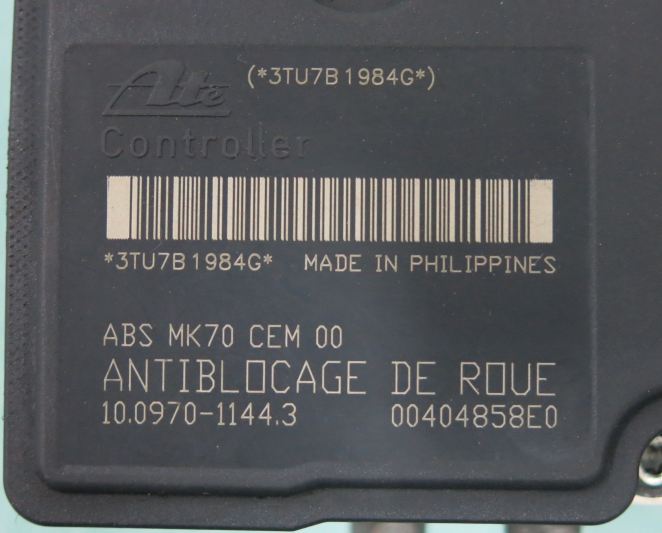 (*3TU7B1984G*)
Ate
Controller
*3TU7B1984G* MADE IN PHILIPPINES
ABS MK70 CEM 00
ANTIBLOCAGE DE ROUE
10.0970-1144.3 00404858E0